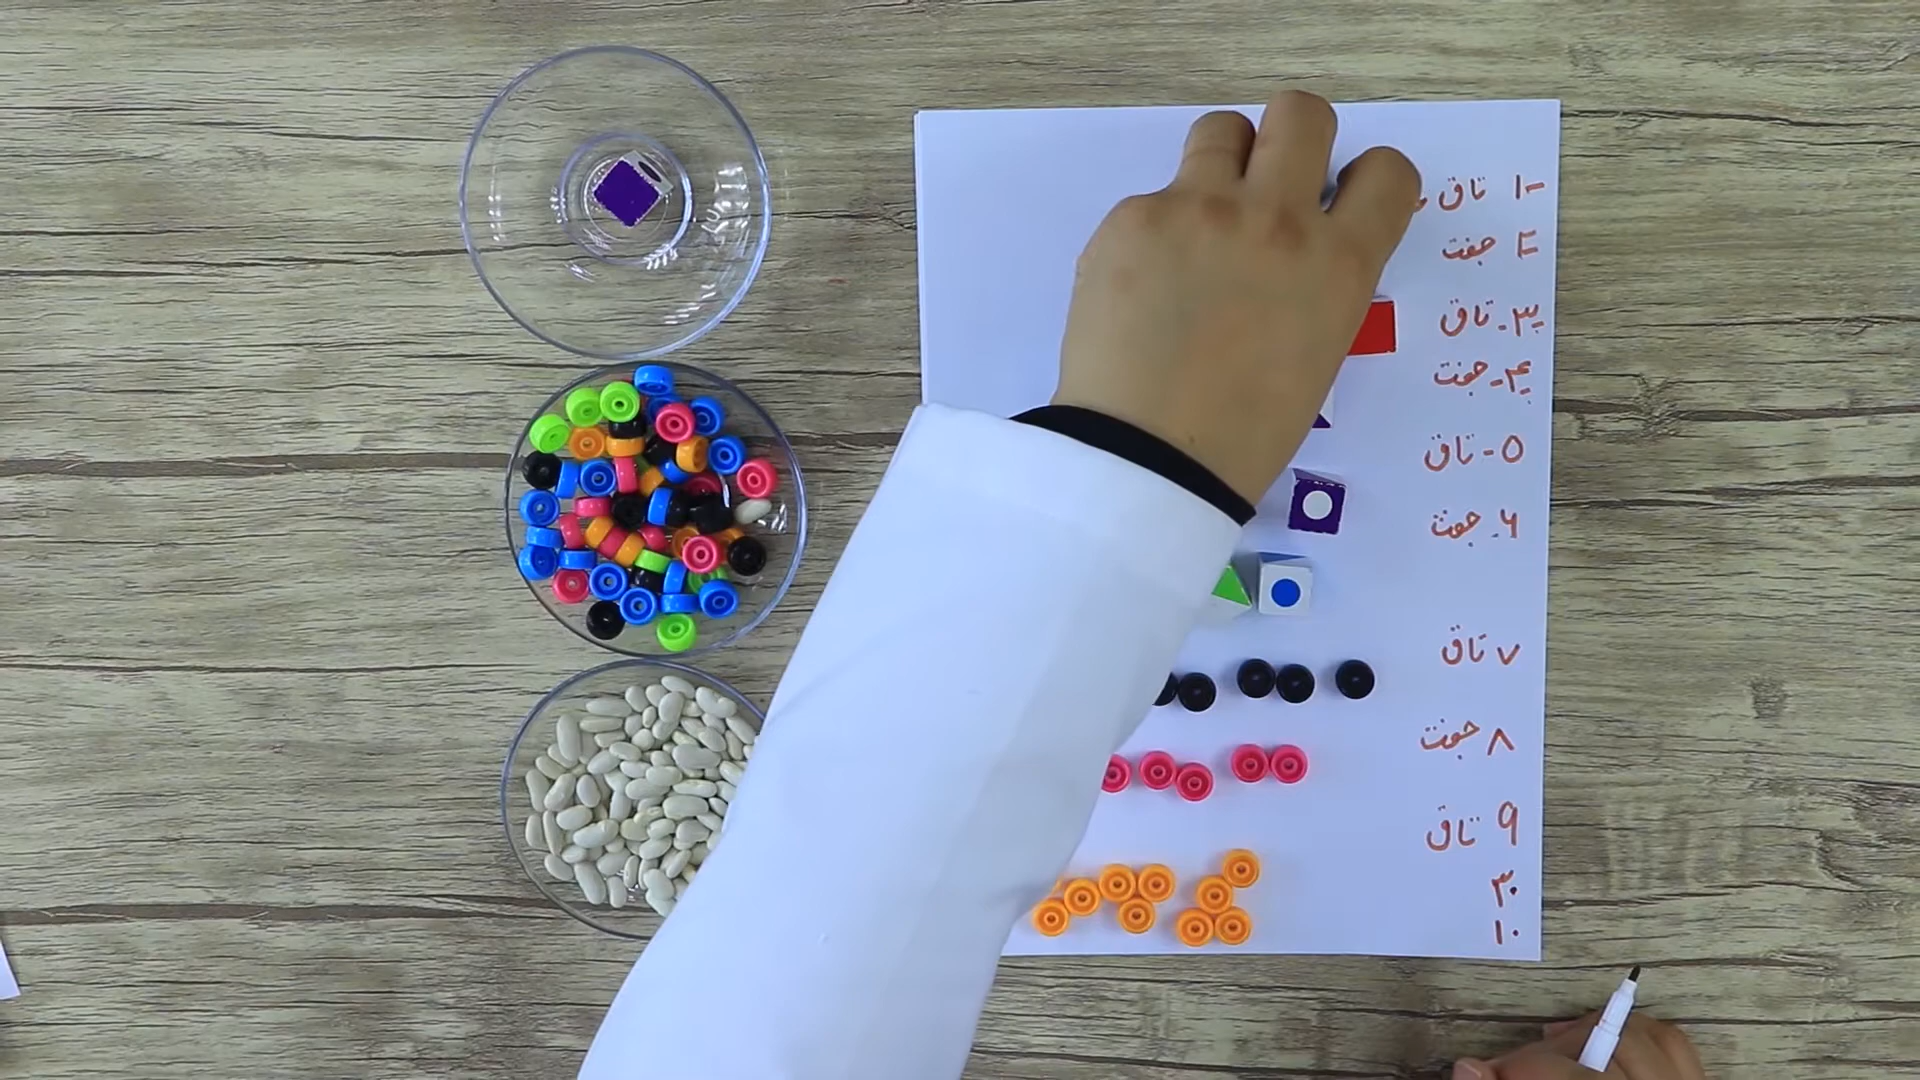 ۱- تاق
۲- جفت
۳- تاق
۴- جفت
۵- تاق
۶- جفت
۷ تاق
۸ جفت
۹ تاق
۳۰
۱۰